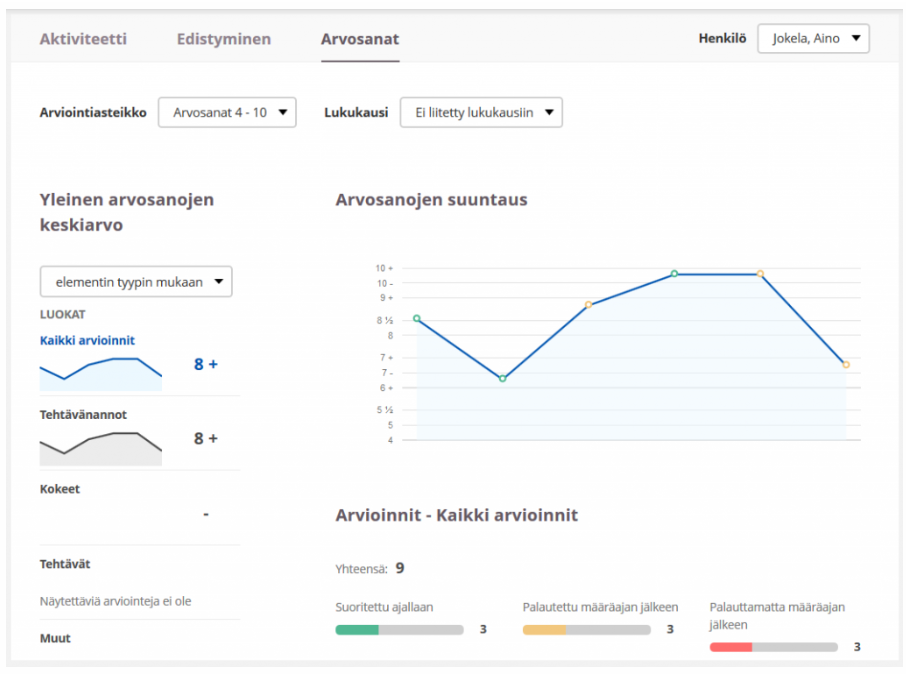 Aktiviteetti Edistyminen Arvosanat Henkilö Jokela, Aino
Arviointiasteikko Arvosanat 4 - 10 Lukukausi Ei liitetty lukukausiin
Yleinen arvosanojen
keskiarvo
elementin tyypin mukaan
LUOKAT
Kaikki arvioinnit
8 +
Tehtävänannot
8 +
Kokeet
-
Tehtävät
Näytettäviä arviointeja ei ole
Muut
Arvosanojen suuntaus
10 +
10 -
9 +
8 ½
8
7 +
7 -
6 +
5 ½
5
4
Arvioinnit - Kaikki arvioinnit
Yhteensä: 9
Suoritettu ajallaan
3
Palautettu määräajan jälkeen
3
Palauttamatta määräajan
jälkeen
3